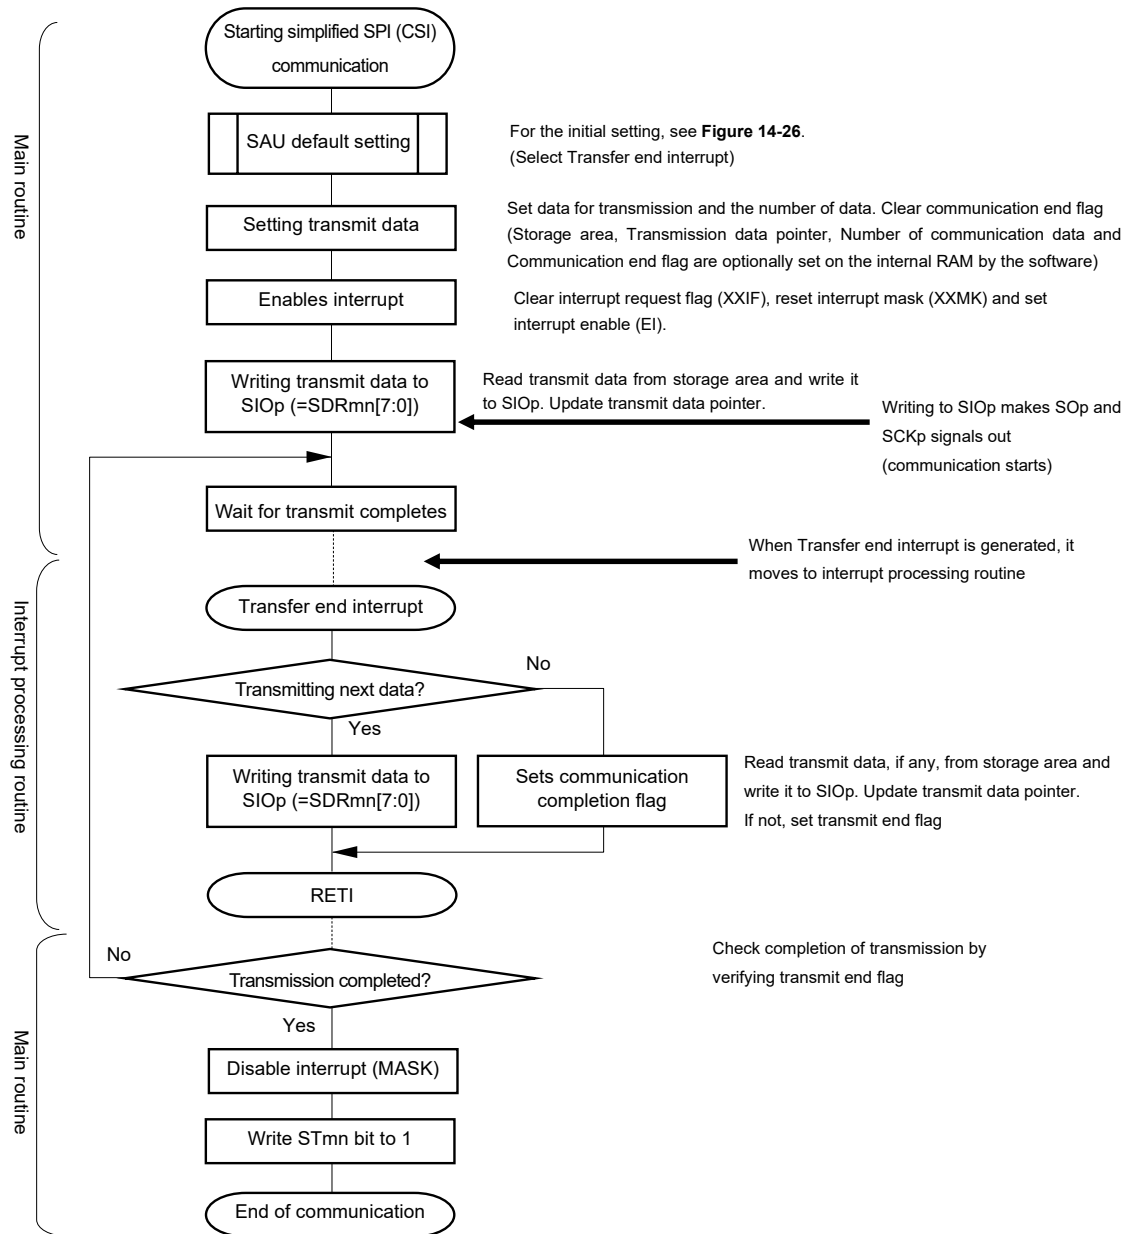 Starting simplified SPI (CSI)
communication
Main routine
SAU default setting
For the initial setting, see Figure 14-26.
(Select Transfer end interrupt)
Setting transmit data
Set data for transmission and the number of data. Clear communication end flag
(Storage area, Transmission data pointer, Number of communication data and
Communication end flag are optionally set on the internal RAM by the software)
Enables interrupt
Clear interrupt request flag (XXIF), reset interrupt mask (XXMK) and set
interrupt enable (EI).
Writing transmit data to
SIOp (=SDRmn[7:0])
Read transmit data from storage area and write it
to SIOp. Update transmit data pointer.
Writing to SIOp makes SOp and
SCKp signals out
(communication starts)
Wait for transmit completes
When Transfer end interrupt is generated, it
moves to interrupt processing routine
Interrupt processing routine
Transfer end interrupt
Transmitting next data?
No
Yes
Writing transmit data to
SIOp (=SDRmn[7:0])
Sets communication
completion flag
Read transmit data, if any, from storage area and
write it to SIOp. Update transmit data pointer.
If not, set transmit end flag
RETI
Main routine
No
Transmission completed?
Check completion of transmission by
verifying transmit end flag
Yes
Disable interrupt (MASK)
Write STmn bit to 1
End of communication